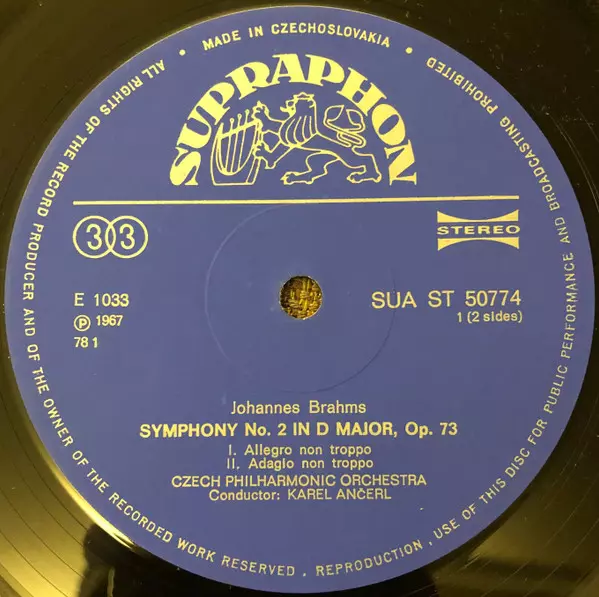 MADE IN CZECHOSLOVAKIA
SUPRAPHON
33
STEREO
E 1033
Ⓟ 1967
78 1
SUA ST 50774
1 (2 sides)
Johannes Brahms
SYMPHONY No. 2 IN D MAJOR, Op. 73
I. Allegro non troppo
II. Adagio non troppo
CZECH PHILHARMONIC ORCHESTRA
Conductor: KAREL ANČERL
ALL RIGHTS OF THE RECORD PRODUCER AND OF THE OWNER OF THE RECORDED WORK RESERVED . REPRODUCTION , USE OF THIS DISC FOR PUBLIC PERFORMANCE AND BROADCASTING PROHIBITED